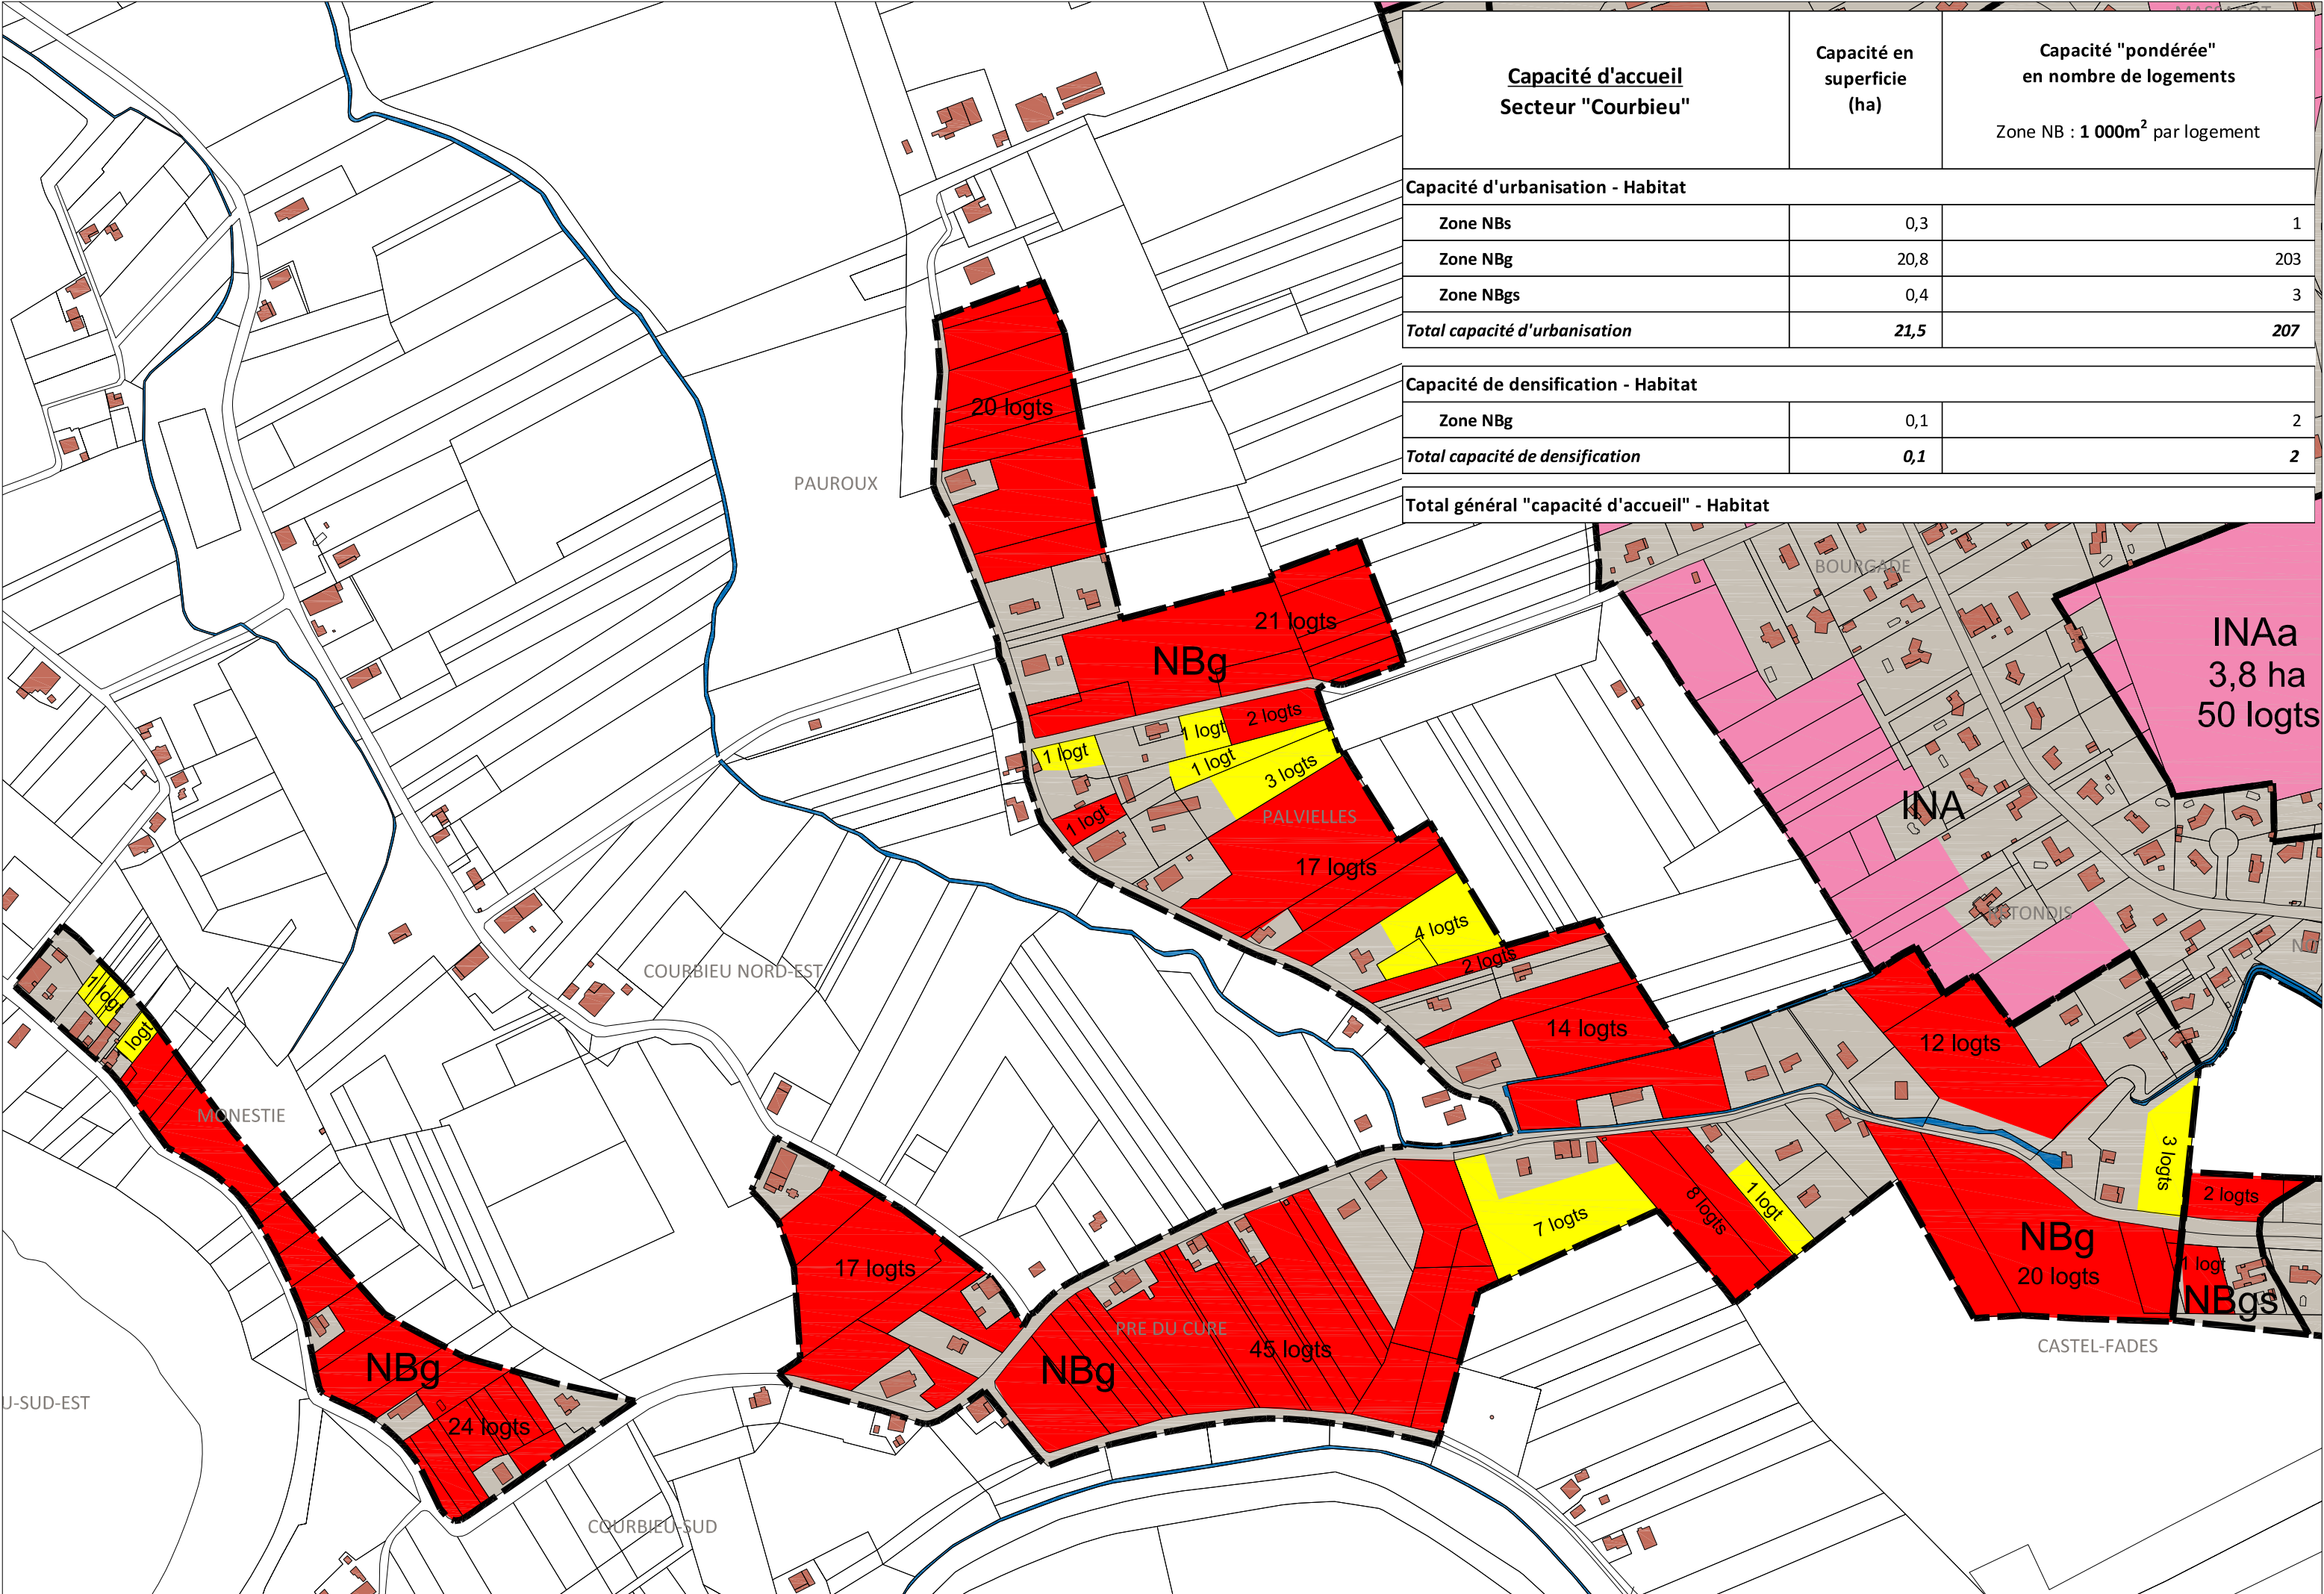 MASSAGOT
Capacité d'accueil
Secteur "Courbieu"
Capacité en
superficie
(ha)
Capacité "pondérée"
en nombre de logements
Zone NB : 1 000m² par logement
Capacité d'urbanisation - Habitat
Zone NBs 0,3 1
Zone NBg 20,8 203
Zone NBgs 0,4 3
Total capacité d'urbanisation 21,5 207
Capacité de densification - Habitat
Zone NBg 0,1 2
Total capacité de densification 0,1 2
Total général "capacité d'accueil" - Habitat
20 logts
PAUROUX
BOURGADE
21 logts
INAa
3,8 ha
50 logts
NBg
2 logts
1 logt
1 logt
1 logt
3 logts
INA
PALVIELLES
1 logt
17 logts
4 logts
2 logts
COURBIEU NORD-EST
1 logt
logt
14 logts
12 logts
MONESTIE
3 logts
2 logts
8 logts
1 logt
7 logts
NBg
20 logts
17 logts
1 logt
NBgs
PRE DU CURE
45 logts
CASTEL-FADES
NBg
NBg
U-SUD-EST
24 logts
COURBIEU-SUD